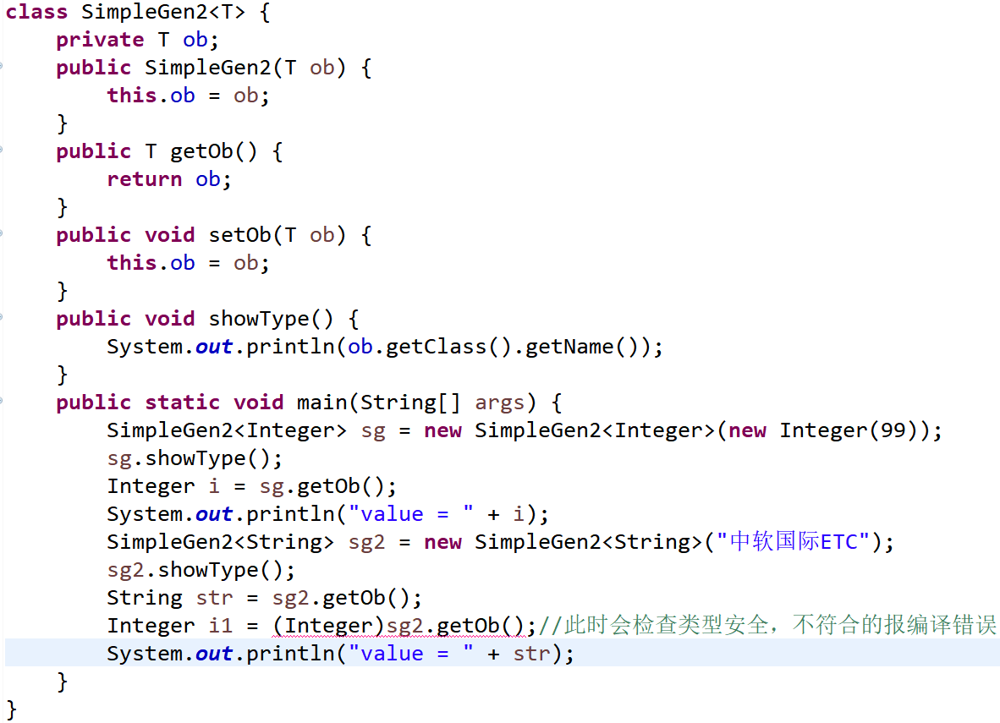 class SimpleGen2<T> {
    private T ob;
    public SimpleGen2(T ob) {
        this.ob = ob;
    }
    public T getOb() {
        return ob;
    }
    public void setOb(T ob) {
        this.ob = ob;
    }
    public void showType() {
        System.out.println(ob.getClass().getName());
    }
    public static void main(String[] args) {
        SimpleGen2<Integer> sg = new SimpleGen2<Integer>(new Integer(99));
        sg.showType();
        Integer i = sg.getOb();
        System.out.println("value = " + i);
        SimpleGen2<String> sg2 = new SimpleGen2<String>("中软国际ETC");
        sg2.showType();
        String str = sg2.getOb();
        Integer i1 = (Integer)sg2.getOb();//此时会检查类型安全，不符合的报编译错误
        System.out.println("value = " + str);
    }
}